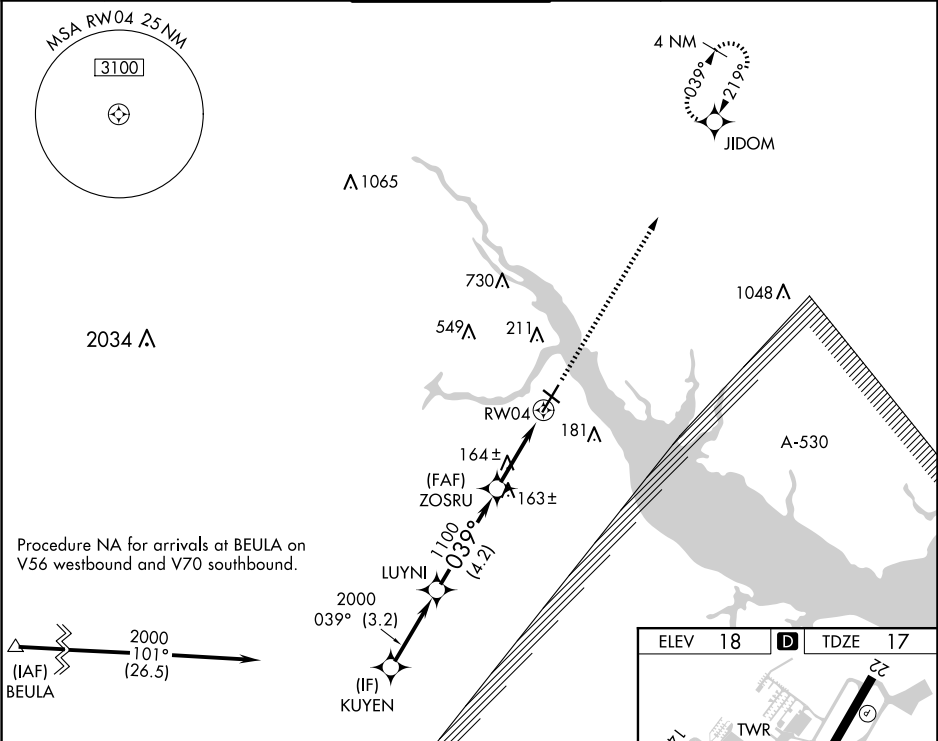 MSA RW04 25 NM
3100
4 NM
039°
219°
JIDOM
1065
730
1048
2034
549
211
RW04
181
A-530
164±
(FAF)
ZOSRU
163±
1100
039°
(4.2)
Procedure NA for arrivals at BEULA on
V56 westbound and V70 southbound.
LUYNI
2000
039° (3.2)
2000
101°
(26.5)
(IAF)
BEULA
(IF)
KUYEN
ELEV 18 D TDZE 17
22
P
TWR
14